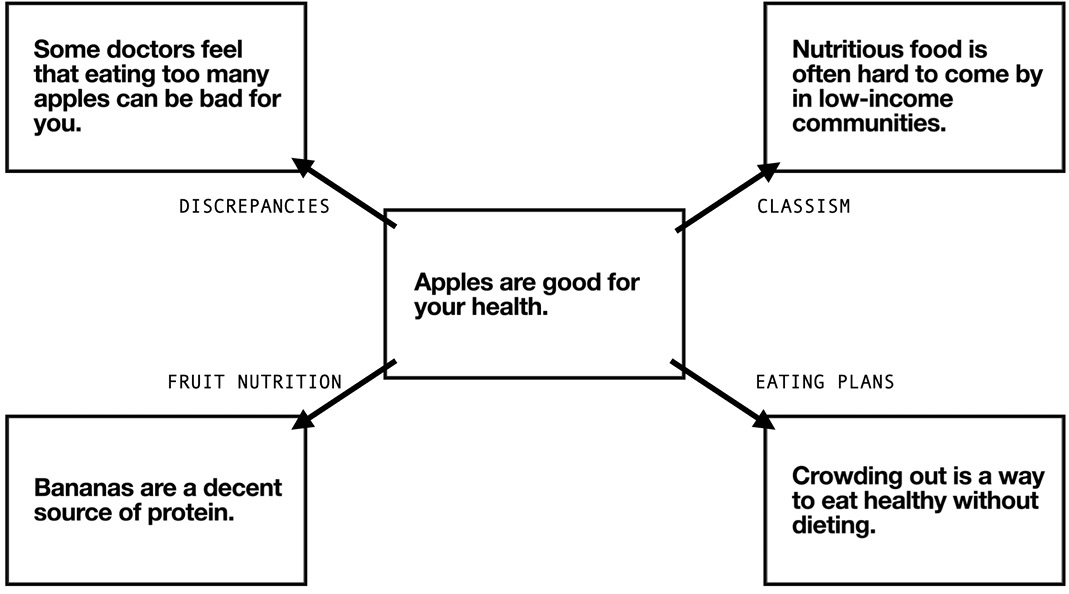 Some doctors feel
that eating too many
apples can be bad for
you.
Nutritious food is
often hard to come by
in low-income
communities.
DISCREPANCIES
CLASSISM
Apples are good for
your health.
FRUIT NUTRITION
EATING PLANS
Bananas are a decent
source of protein.
Crowding out is a way
to eat healthy without
dieting.